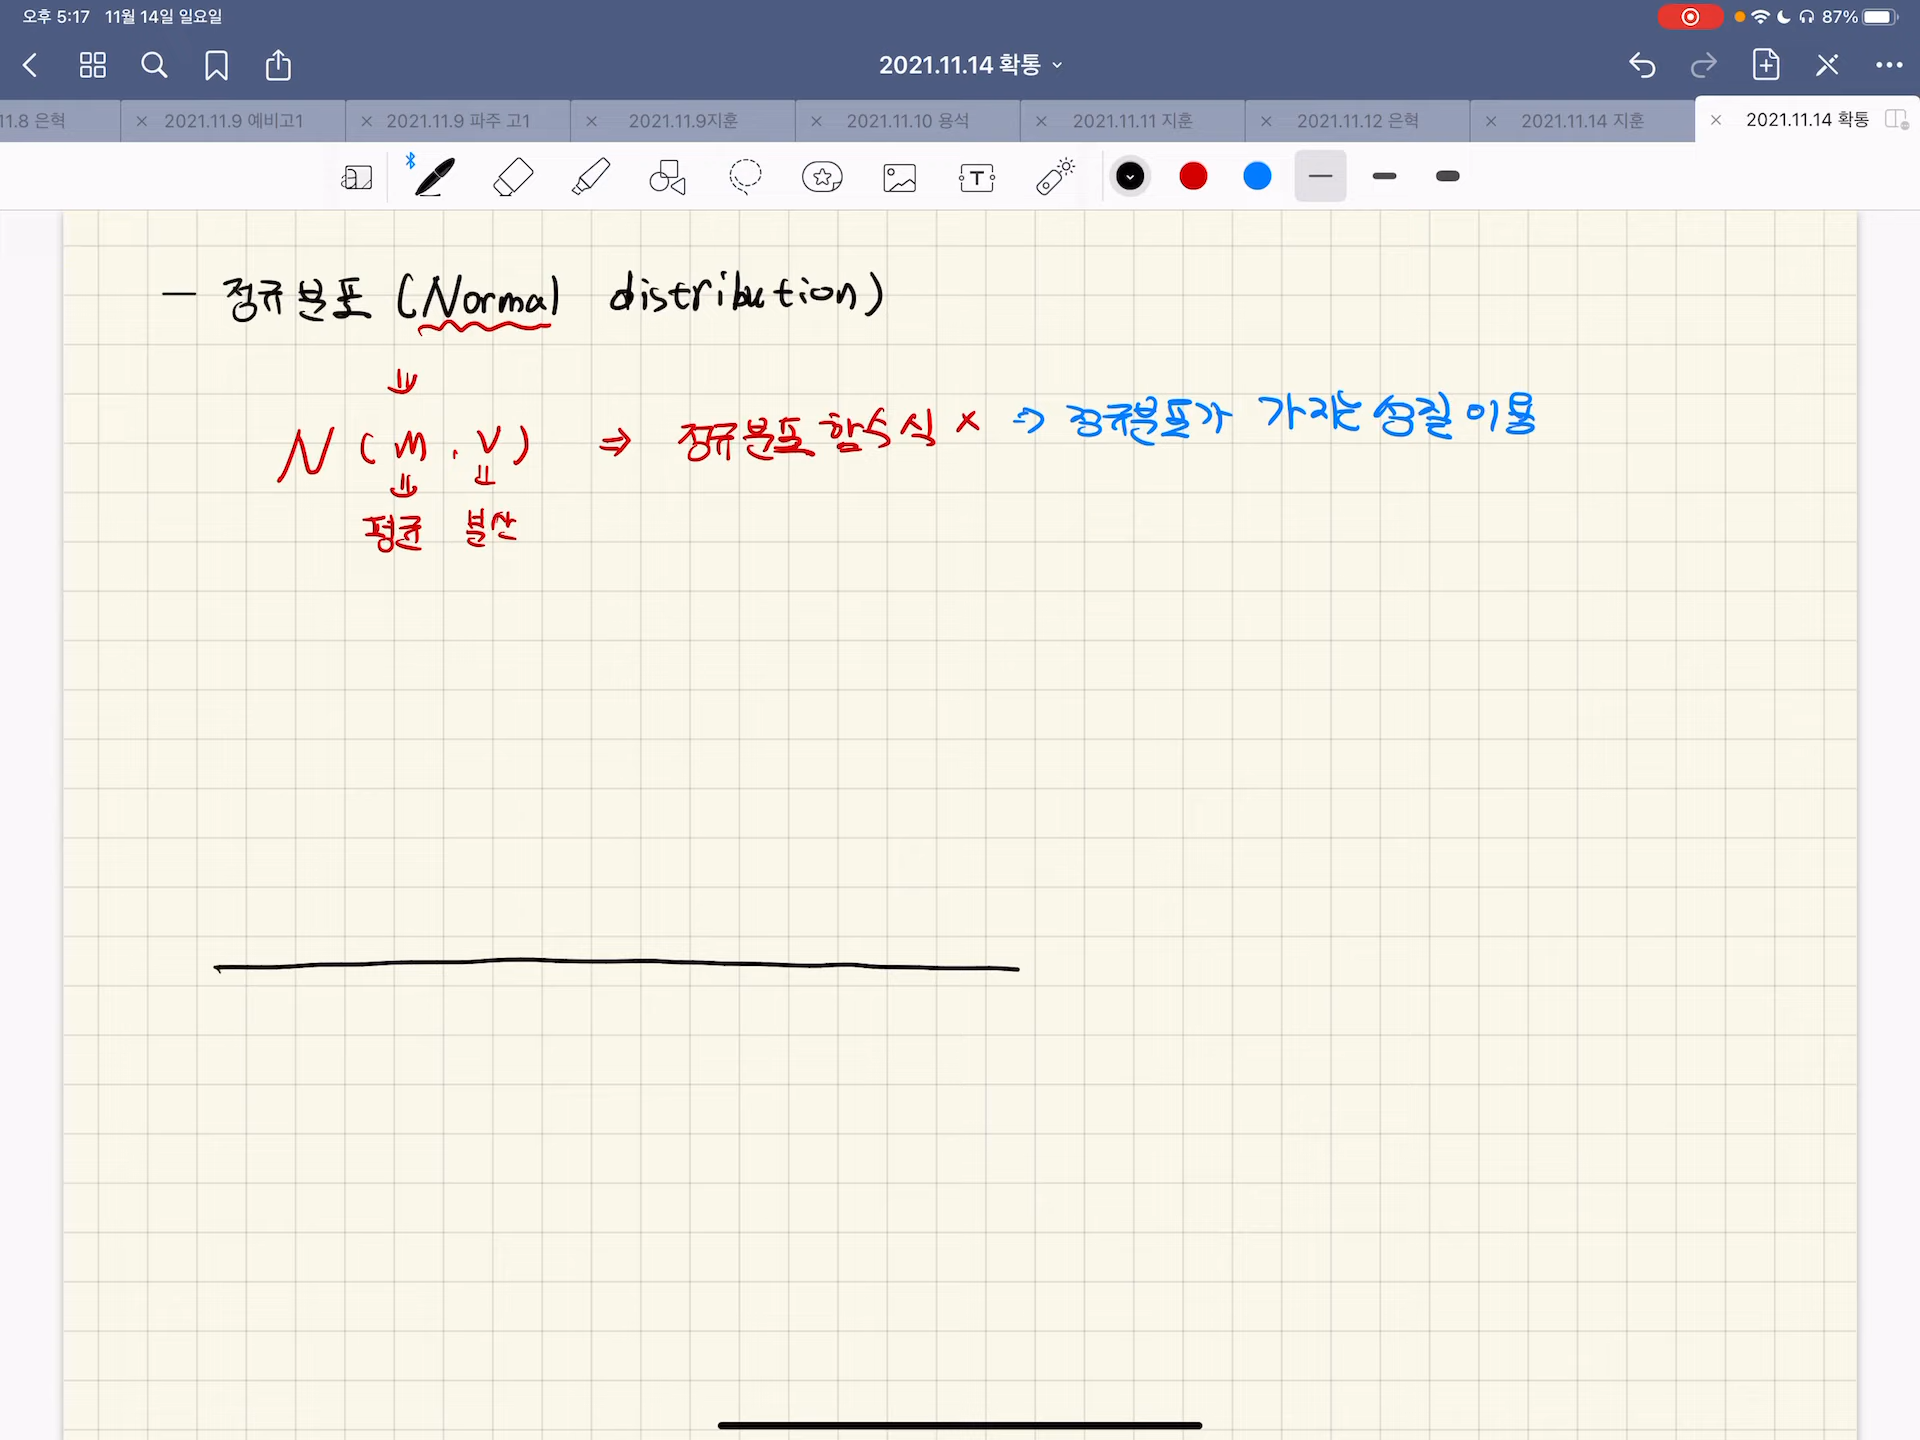 오후 5:17 11월 14일 일요일 87%
2021.11.14 확통
11.8 은혁 2021.11.9 예비고1 2021.11.9 파주 고1 2021.11.9지훈 2021.11.10 용석 2021.11.11 지훈 2021.11.12 은혁 2021.11.14 지훈 2021.11.14 확통
— 정규분포 (Normal distribution)
⇓
N ( m , V ) ⇒ 정규분포 함수식 × → 정규분포가 가지는 성질 이용
⇓ ⇓
평균 분산